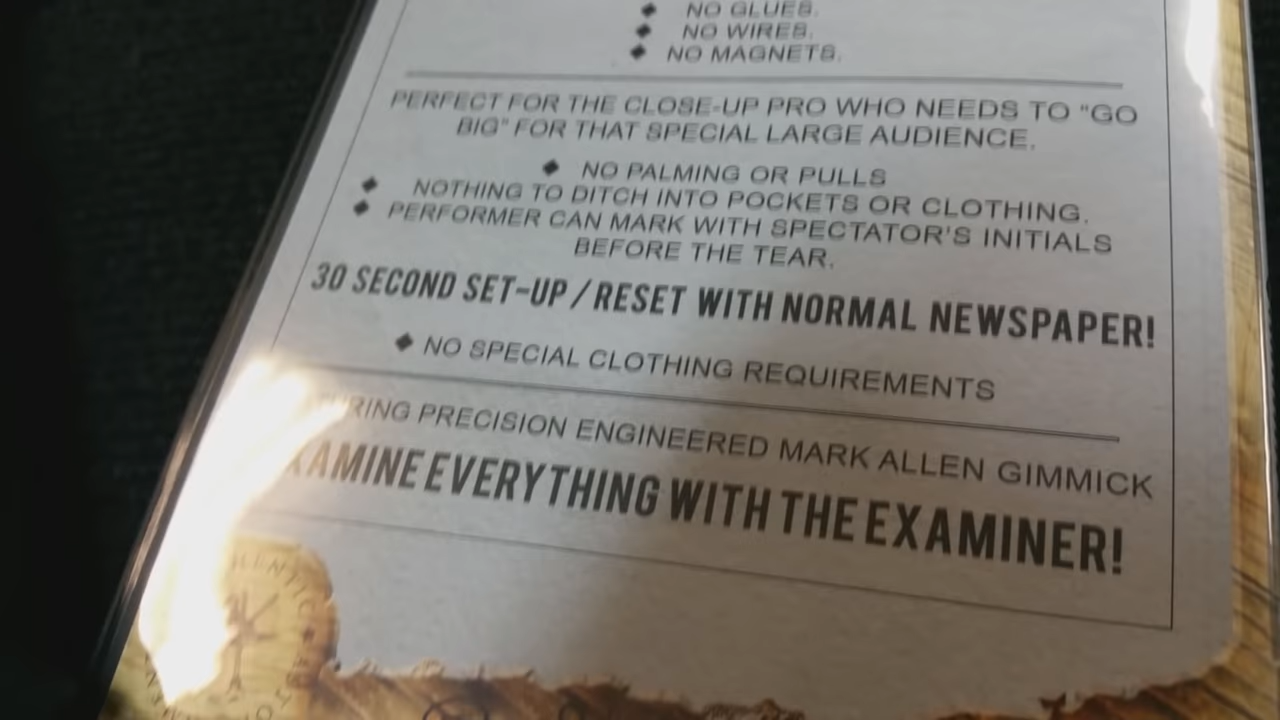 ◆ NO GLUES.
◆ NO WIRES.
◆ NO MAGNETS.
PERFECT FOR THE CLOSE-UP PRO WHO NEEDS TO "GO
BIG" FOR THAT SPECIAL LARGE AUDIENCE.
◆ NO PALMING OR PULLS
◆ NOTHING TO DITCH INTO POCKETS OR CLOTHING.
◆ PERFORMER CAN MARK WITH SPECTATOR'S INITIALS
BEFORE THE TEAR.
30 SECOND SET-UP / RESET WITH NORMAL NEWSPAPER!
◆ NO SPECIAL CLOTHING REQUIREMENTS
PRECISION ENGINEERED MARK ALLEN GIMMICK
EXAMINE EVERYTHING WITH THE EXAMINER!